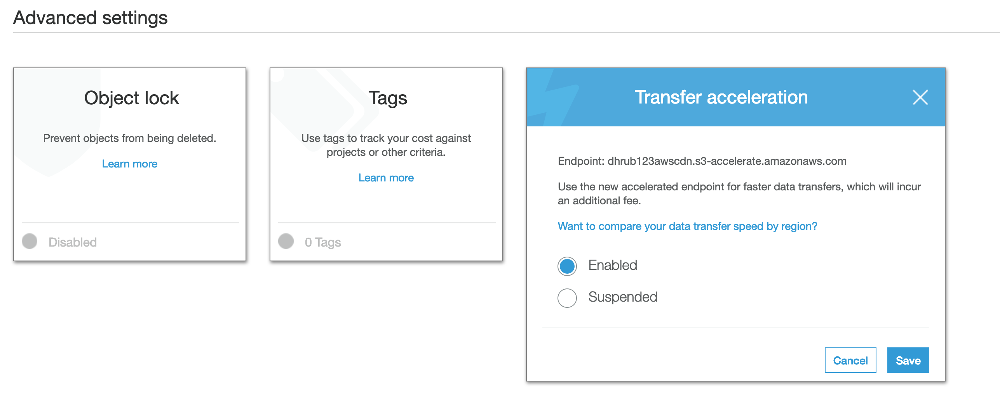 Advanced settings
Object lock
Prevent objects from being deleted.
Learn more
Disabled
Tags
Use tags to track your cost against
projects or other criteria.
Learn more
0 Tags
Transfer acceleration
Endpoint: dhrub123awscdn.s3-accelerate.amazonaws.com
Use the new accelerated endpoint for faster data transfers, which will incur
an additional fee.
Want to compare your data transfer speed by region?
Enabled
Suspended
Cancel
Save